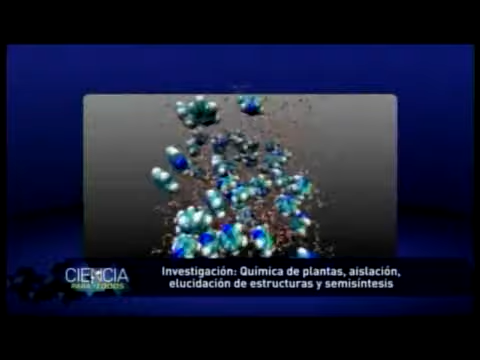 CIENCIA
PARA TODOS
Investigación: Química de plantas, aislación,
elucidación de estructuras y semisíntesis